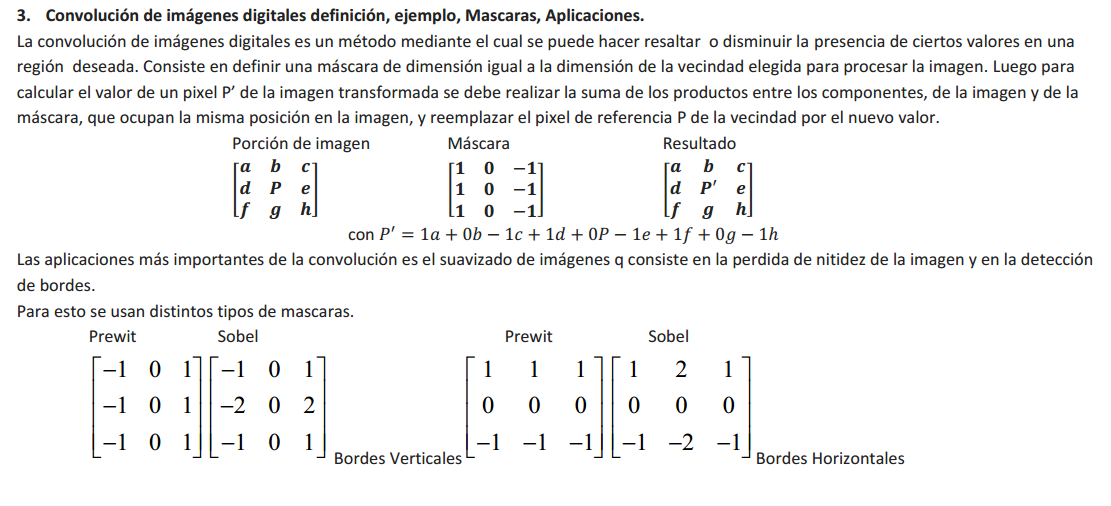 3. Convolución de imágenes digitales definición, ejemplo, Mascaras, Aplicaciones.
La convolución de imágenes digitales es un método mediante el cual se puede hacer resaltar o disminuir la presencia de ciertos valores en una
región deseada. Consiste en definir una máscara de dimensión igual a la dimensión de la vecindad elegida para procesar la imagen. Luego para
calcular el valor de un pixel P’ de la imagen transformada se debe realizar la suma de los productos entre los componentes, de la imagen y de la
máscara, que ocupan la misma posición en la imagen, y reemplazar el pixel de referencia P de la vecindad por el nuevo valor.
Porción de imagen Máscara Resultado
[a b c] [1 0 −1] [a b c]
[d P e] [1 0 −1] [d P′ e]
[f g h] [1 0 −1] [f g h]
con P′ = 1a + 0b − 1c + 1d + 0P − 1e + 1f + 0g − 1h
Las aplicaciones más importantes de la convolución es el suavizado de imágenes q consiste en la perdida de nitidez de la imagen y en la detección
de bordes.
Para esto se usan distintos tipos de mascaras.
Prewit Sobel Prewit Sobel
[−1 0 1] [−1 0 1] [1 1 1] [1 2 1]
[−1 0 1] [−2 0 2] [0 0 0] [0 0 0]
[−1 0 1] [−1 0 1] Bordes Verticales [−1 −1 −1] [−1 −2 −1] Bordes Horizontales